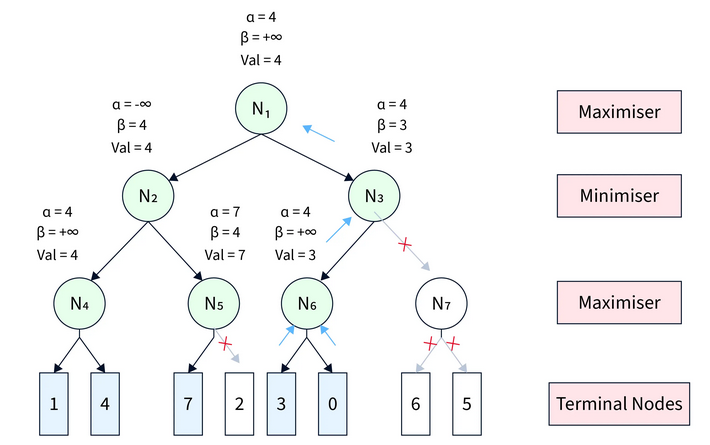 α = 4
β = +∞
Val = 4
N₁
Maximiser
α = -∞
β = 4
Val = 4
α = 4
β = 3
Val = 3
N₂
N₃
Minimiser
α = 4
β = +∞
Val = 4
α = 7
β = 4
Val = 7
α = 4
β = +∞
Val = 3
N₄
N₅
N₆
N₇
Maximiser
1
4
7
2
3
0
6
5
Terminal Nodes